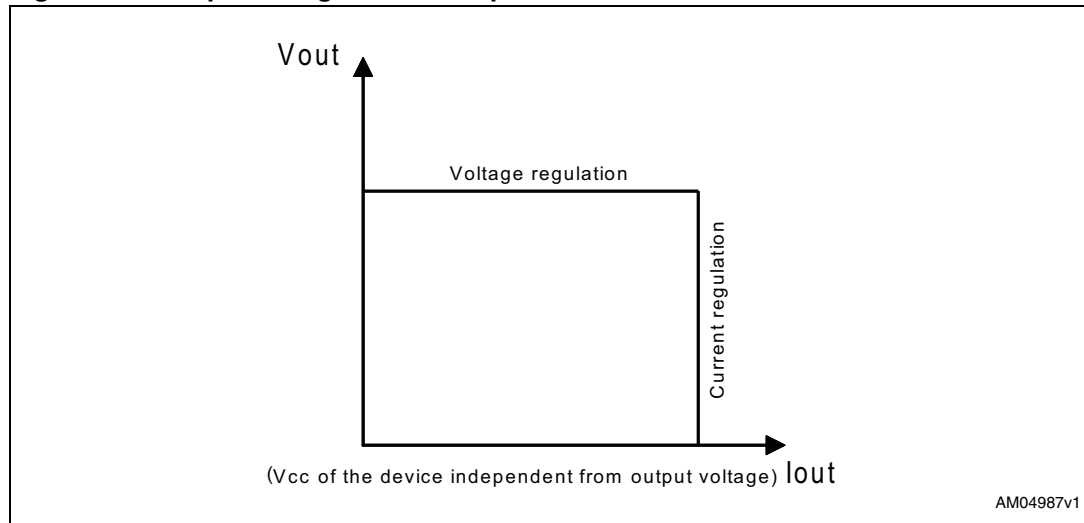 Vout
Voltage regulation
Current regulation
(Vcc of the device independent from output voltage) Iout
AM04987v1